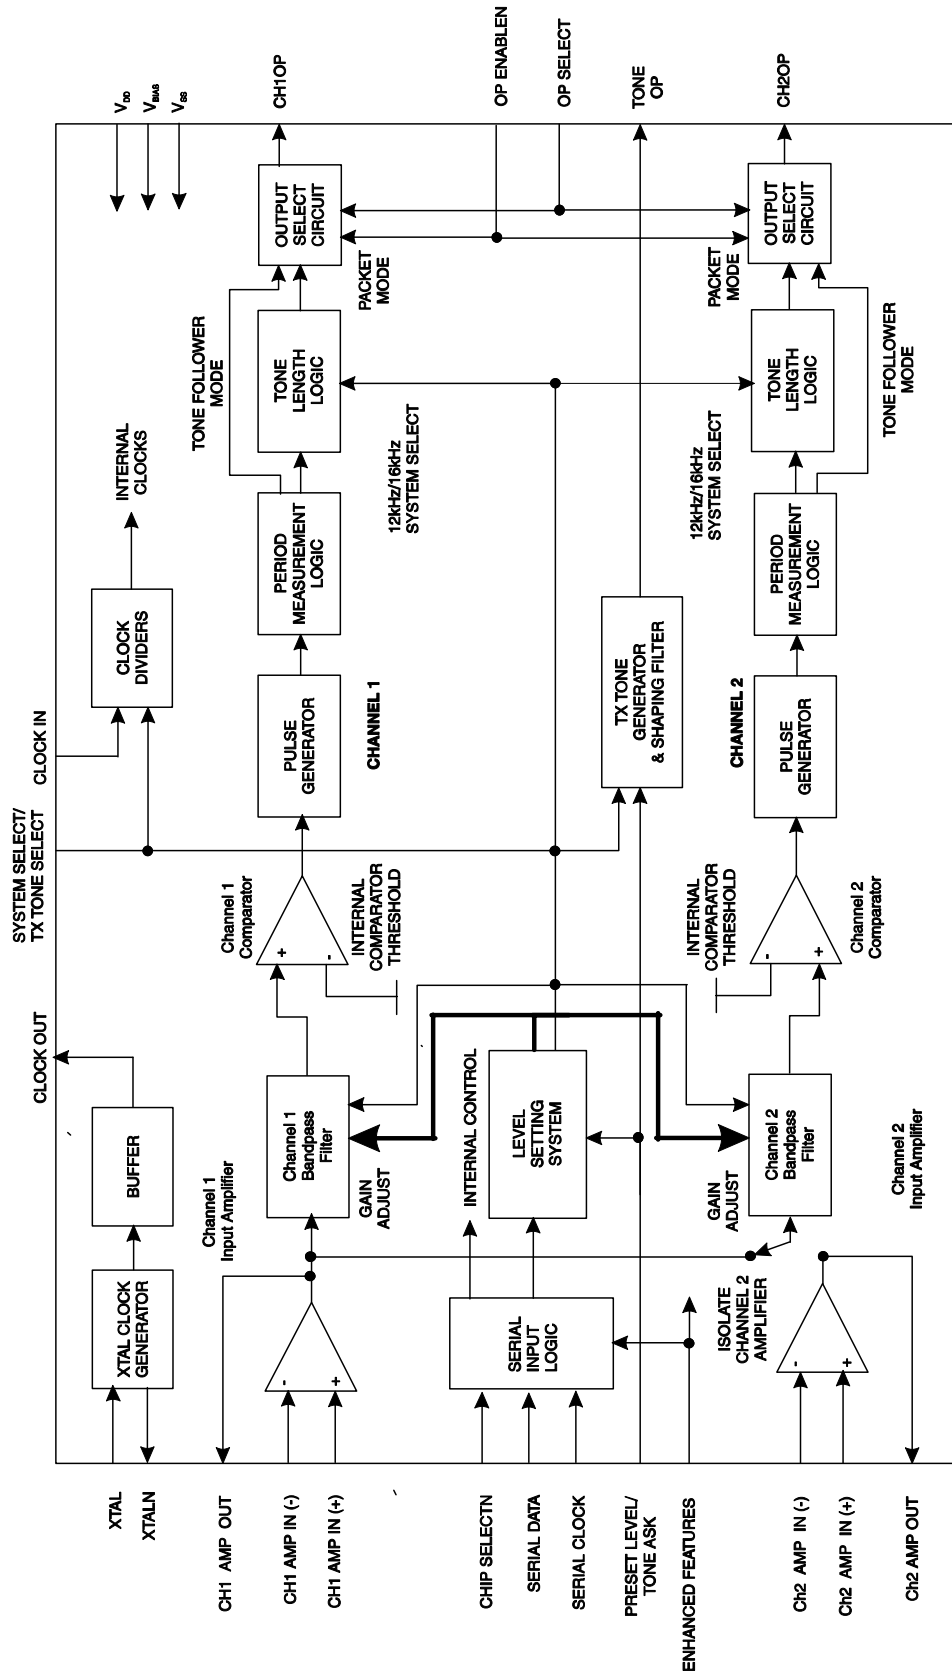 SYSTEM SELECT/
TX TONE SELECT
CLOCK OUT
CLOCK IN
XTAL
XTALN
XTAL CLOCK
GENERATOR
BUFFER
CLOCK
DIVIDERS
INTERNAL
CLOCKS
VDD
VBIAS
VSS
CH1 AMP OUT
CH1 AMP IN (-)
CH1 AMP IN (+)
-
+
Channel 1
Input Amplifier
Channel 1
Bandpass
Filter
GAIN
ADJUST
Channel 1
Comparator
+
-
INTERNAL
COMPARATOR
THRESHOLD
PULSE
GENERATOR
CHANNEL 1
PERIOD
MEASUREMENT
LOGIC
TONE FOLLOWER
MODE
12kHz/16kHz
SYSTEM SELECT
TONE
LENGTH
LOGIC
PACKET
MODE
OUTPUT
SELECT
CIRCUIT
CH1OP
CHIP SELECTN
SERIAL DATA
SERIAL CLOCK
PRESET LEVEL/
TONE ASK
ENHANCED FEATURES
SERIAL
INPUT
LOGIC
INTERNAL CONTROL
LEVEL
SETTING
SYSTEM
TX TONE
GENERATOR
& SHAPING FILTER
OP ENABLEN
OP SELECT
TONE
OP
Ch2 AMP IN (-)
Ch2 AMP IN (+)
Ch2 AMP OUT
-
+
ISOLATE
CHANNEL 2
AMPLIFIER
Channel 2
Input Amplifier
GAIN
ADJUST
Channel 2
Bandpass
Filter
INTERNAL
COMPARATOR
THRESHOLD
-
+
Channel 2
Comparator
CHANNEL 2
PULSE
GENERATOR
PERIOD
MEASUREMENT
LOGIC
12kHz/16kHz
SYSTEM SELECT
TONE
LENGTH
LOGIC
TONE FOLLOWER
MODE
PACKET
MODE
OUTPUT
SELECT
CIRCUIT
CH2OP